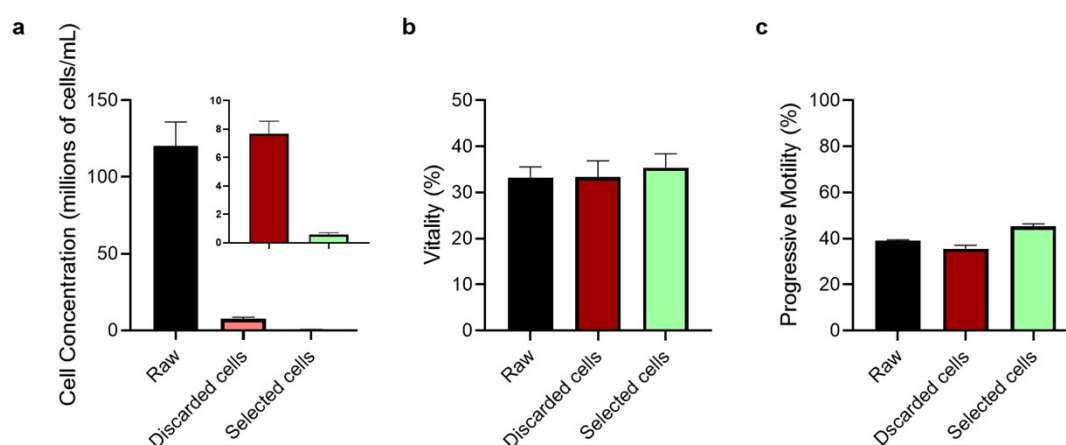 a
Cell Concentration (millions of cells/mL)
150
100
50
0
10
8
6
4
2
0
Raw
Discarded cells
Selected cells
b
Vitality (%)
50
40
30
20
10
0
Raw
Discarded cells
Selected cells
c
Progressive Motility (%)
100
80
60
40
20
0
Raw
Dscarded cells
Selected cells